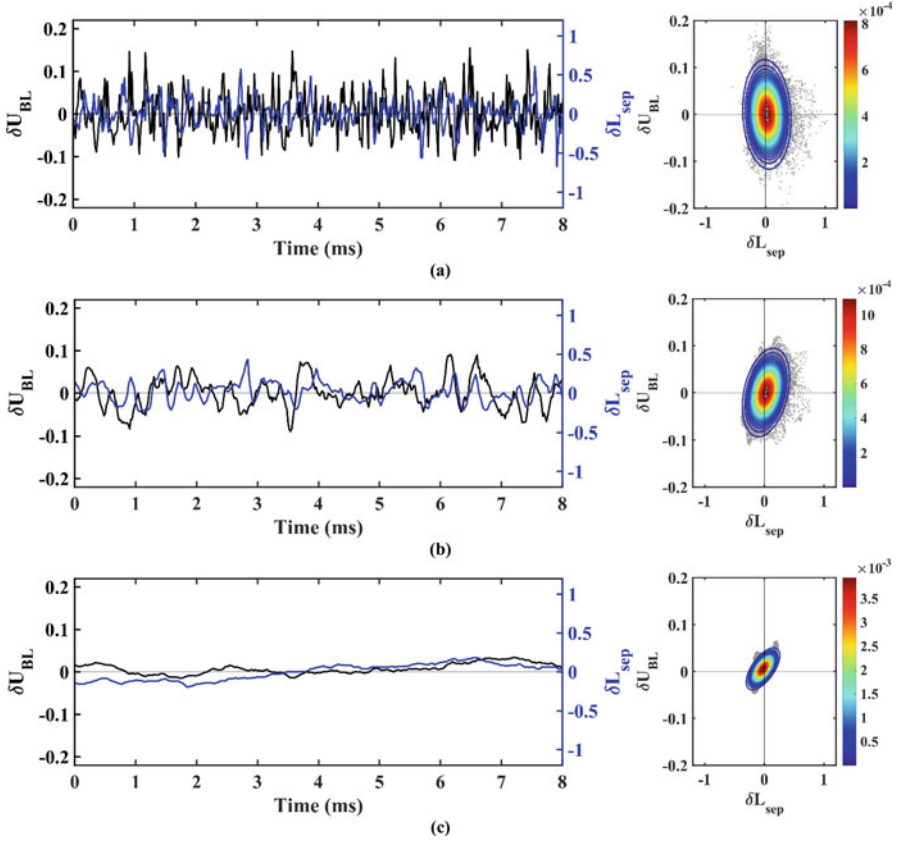 0.2
0.1
0
-0.1
-0.2
δU_BL
1
0.5
0
-0.5
-1
δL_sep
0 1 2 3 4 5 6 7 8
Time (ms)
0.2
0.1
0
-0.1
-0.2
δU_BL
-1 0 1
δL_sep
×10⁻⁴
8
6
4
2
(a)
0.2
0.1
0
-0.1
-0.2
δU_BL
1
0.5
0
-0.5
-1
δL_sep
0 1 2 3 4 5 6 7 8
Time (ms)
0.2
0.1
0
-0.1
-0.2
δU_BL
-1 0 1
δL_sep
×10⁻⁴
10
8
6
4
2
(b)
0.2
0.1
0
-0.1
-0.2
δU_BL
1
0.5
0
-0.5
-1
δL_sep
0 1 2 3 4 5 6 7 8
Time (ms)
0.2
0.1
0
-0.1
-0.2
δU_BL
-1 0 1
δL_sep
×10⁻³
3.5
3
2.5
2
1.5
1
0.5
(c)